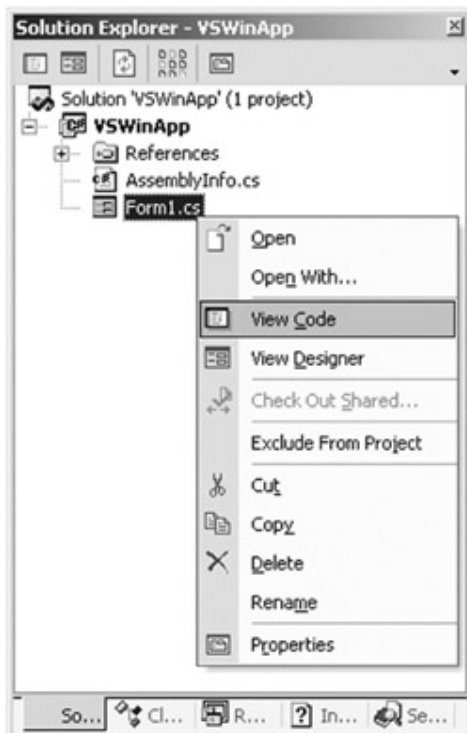 Solution Explorer - VSWinApp
Solution 'VSWinApp' (1 project)
VSWinApp
References
AssemblyInfo.cs
Form1.cs
Open
Open With...
View Code
View Designer
Check Out Shared...
Exclude From Project
Cut
Copy
Delete
Rename
Properties
So... Cl... R... In... Se...